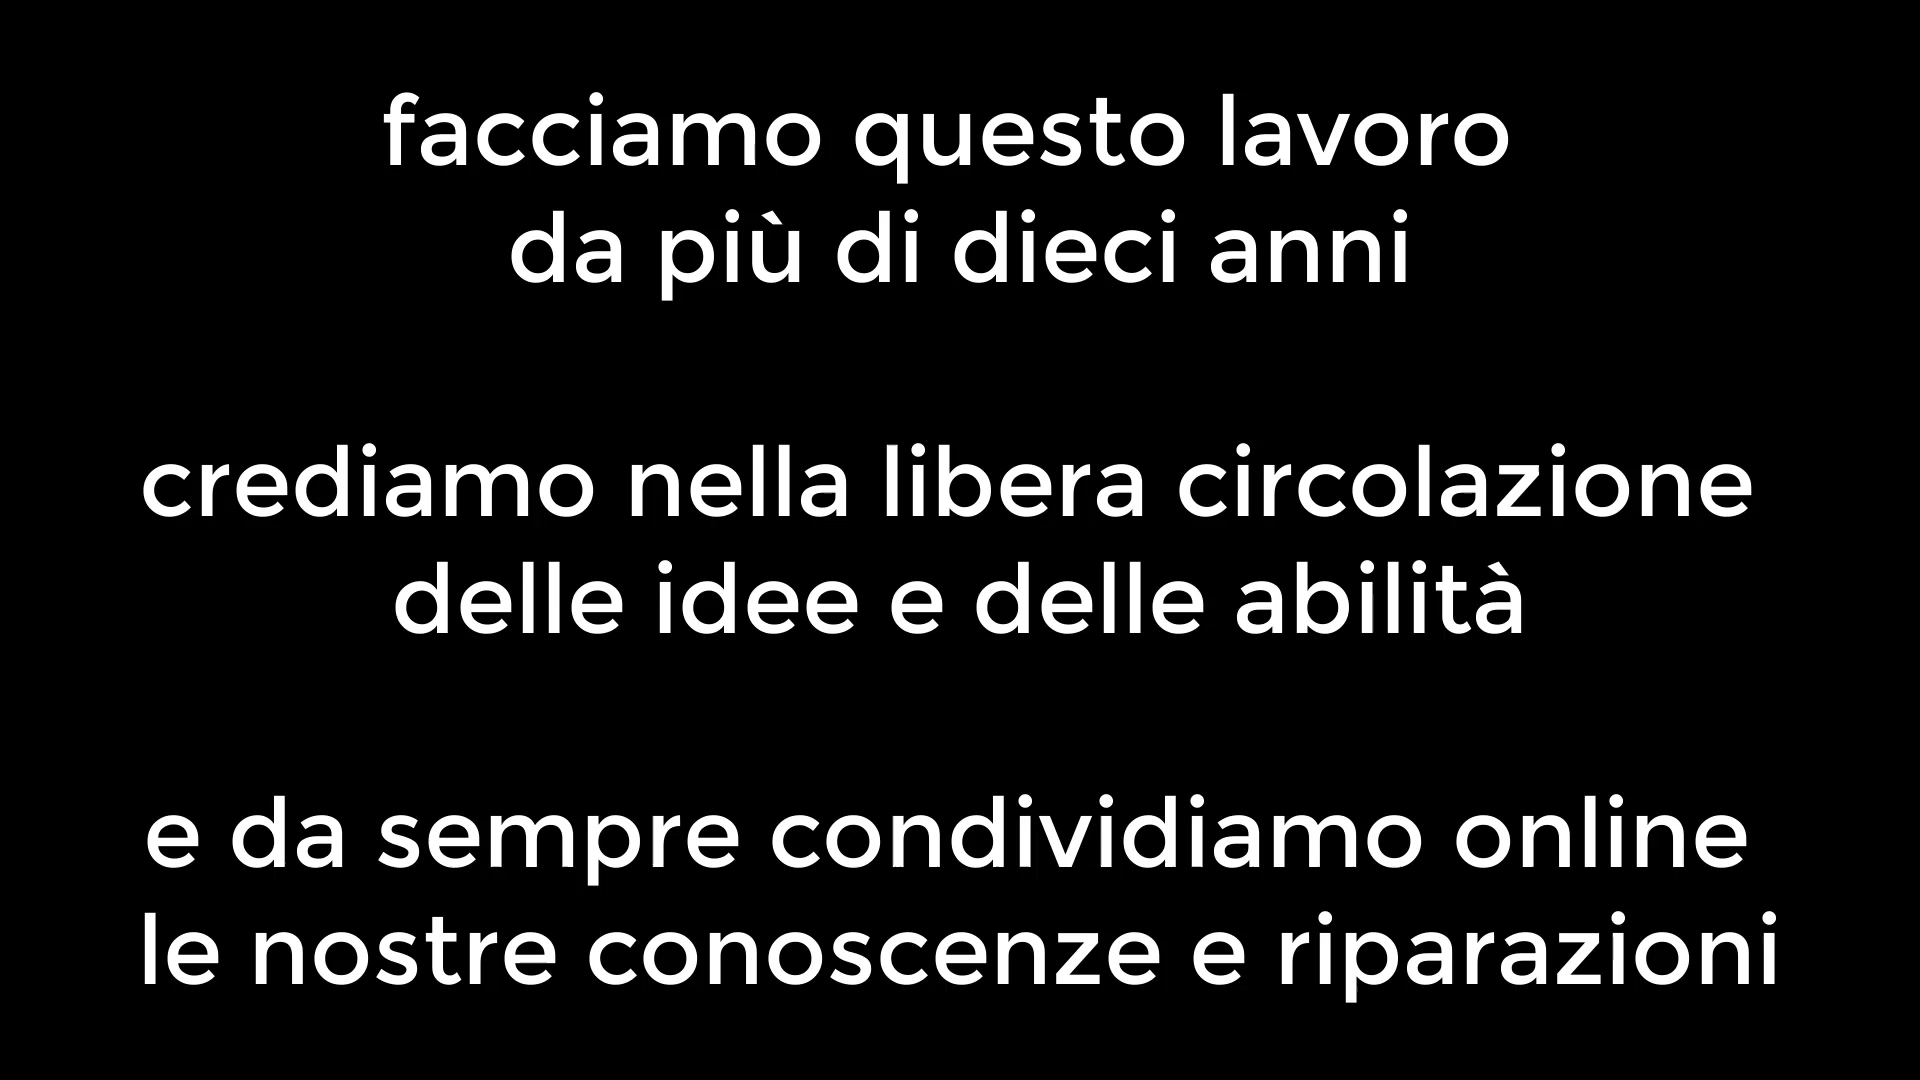 facciamo questo lavoro
da più di dieci anni
crediamo nella libera circolazione
delle idee e delle abilità
e da sempre condividiamo online
le nostre conoscenze e riparazioni